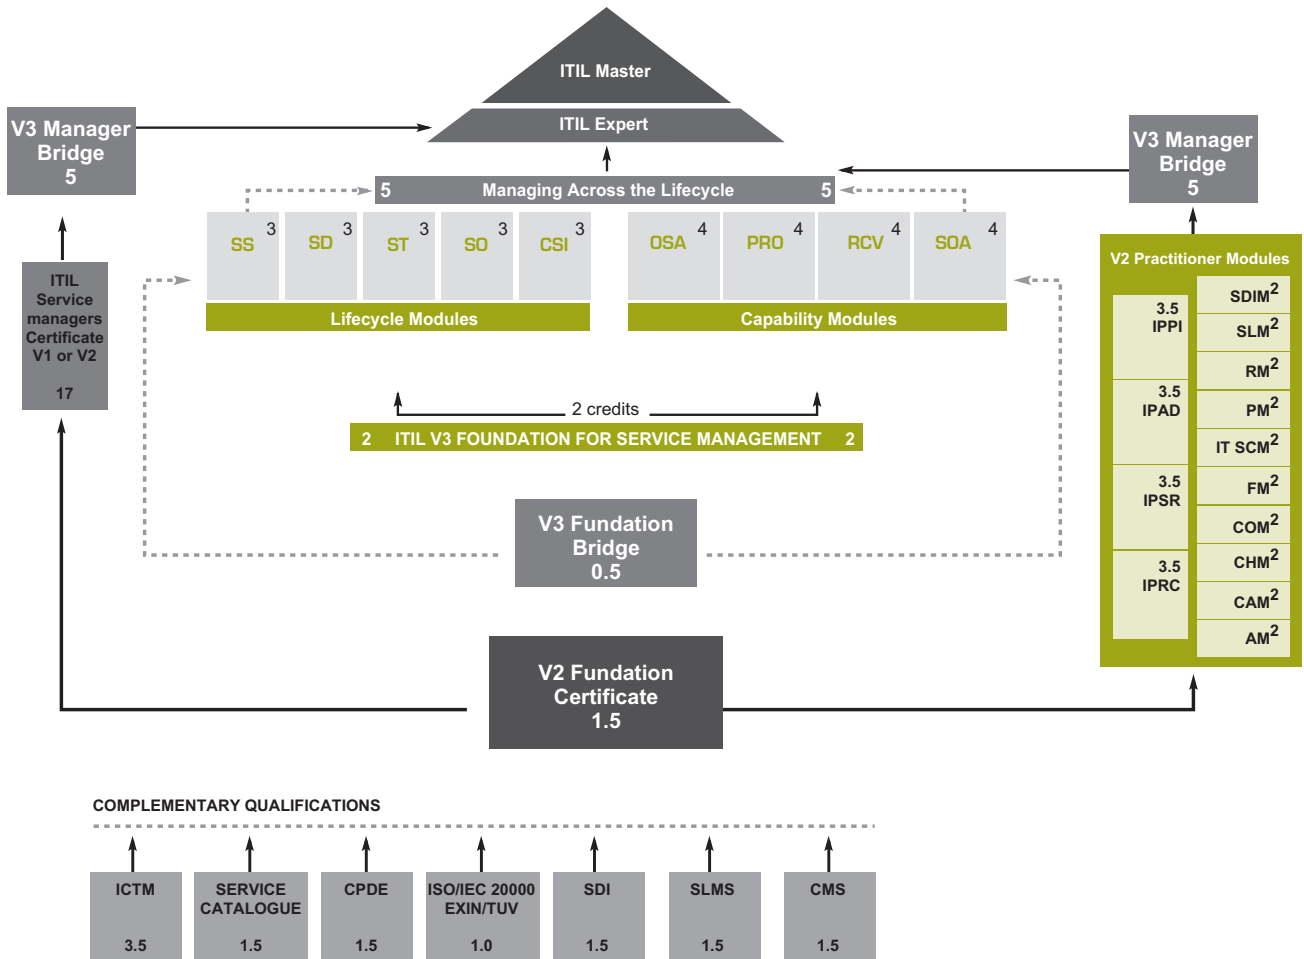 ITIL Master
ITIL Expert
V3 Manager
Bridge
5
V3 Manager
Bridge
5
5 Managing Across the Lifecycle 5
SS 3
SD 3
ST 3
SO 3
CSI 3
OSA 4
PRO 4
RCV 4
SOA 4
Lifecycle Modules
Capability Modules
ITIL
Service
managers
Certificate
V1 or V2
17
2 credits
2 ITIL V3 FOUNDATION FOR SERVICE MANAGEMENT 2
V3 Fundation
Bridge
0.5
V2 Fundation
Certificate
1.5
V2 Practitioner Modules
3.5
IPPI
3.5
IPAD
3.5
IPSR
3.5
IPRC
SDIM2
SLM2
RM2
PM2
IT SCM2
FM2
COM2
CHM2
CAM2
AM2
COMPLEMENTARY QUALIFICATIONS
ICTM
3.5
SERVICE
CATALOGUE
1.5
CPDE
1.5
ISO/IEC 20000
EXIN/TUV
1.0
SDI
1.5
SLMS
1.5
CMS
1.5